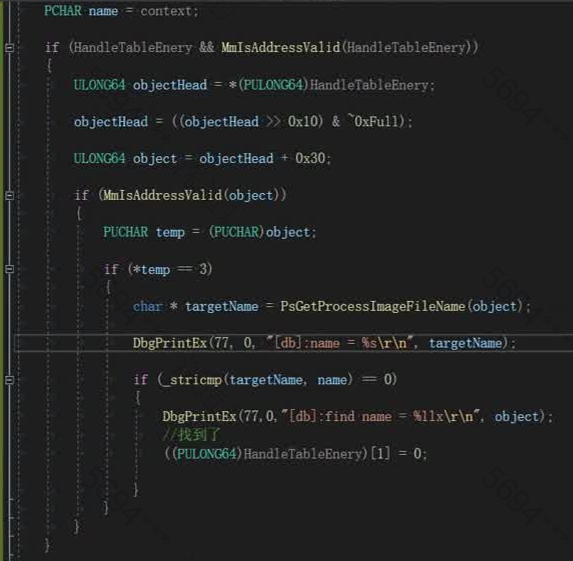 PCHAR name = context;
if (HandleTableEnery && MmIsAddressValid(HandleTableEnery))
{
ULONG64 objectHead = *(PULONG64)HandleTableEnery;
objectHead = ((objectHead >> 0x10) & ~0xFull);
ULONG64 object = objectHead + 0x30;
if (MmIsAddressValid(object))
{
PUCHAR temp = (PUCHAR)object;
if (*temp == 3)
{
char * targetName = PsGetProcessImageFileName(object);
DbgPrintEx(77, 0, "[db]:name = %s\r\n", targetName);
if (_stricmp(targetName, name) == 0)
{
DbgPrintEx(77,0,"[db]:find name = %llx\r\n", object);
//找到了
((PULONG64)HandleTableEnery)[1] = 0;
}
}
}
}